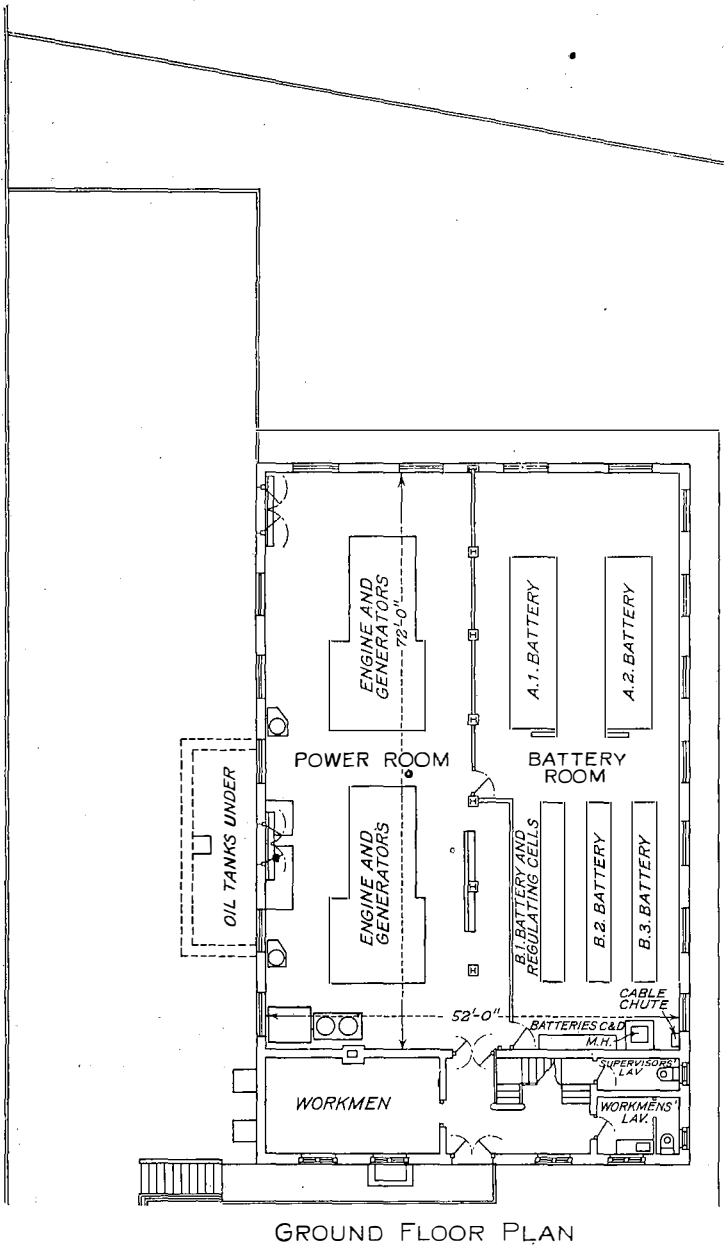 ENGINE AND
GENERATORS
72'-0"
A.1. BATTERY
A.2. BATTERY
POWER ROOM
BATTERY
ROOM
OIL TANKS UNDER
ENGINE AND
GENERATORS
B.1. BATTERY AND
REGULATING CELLS
B.2. BATTERY
B.3. BATTERY
CABLE
CHUTE
52'-0"
BATTERIES C&D
M.H.
SUPERVISORS'
LAV
WORKMEN
WORKMENS'
LAV.
H
H
H
H
H
H
H
GROUND FLOOR PLAN